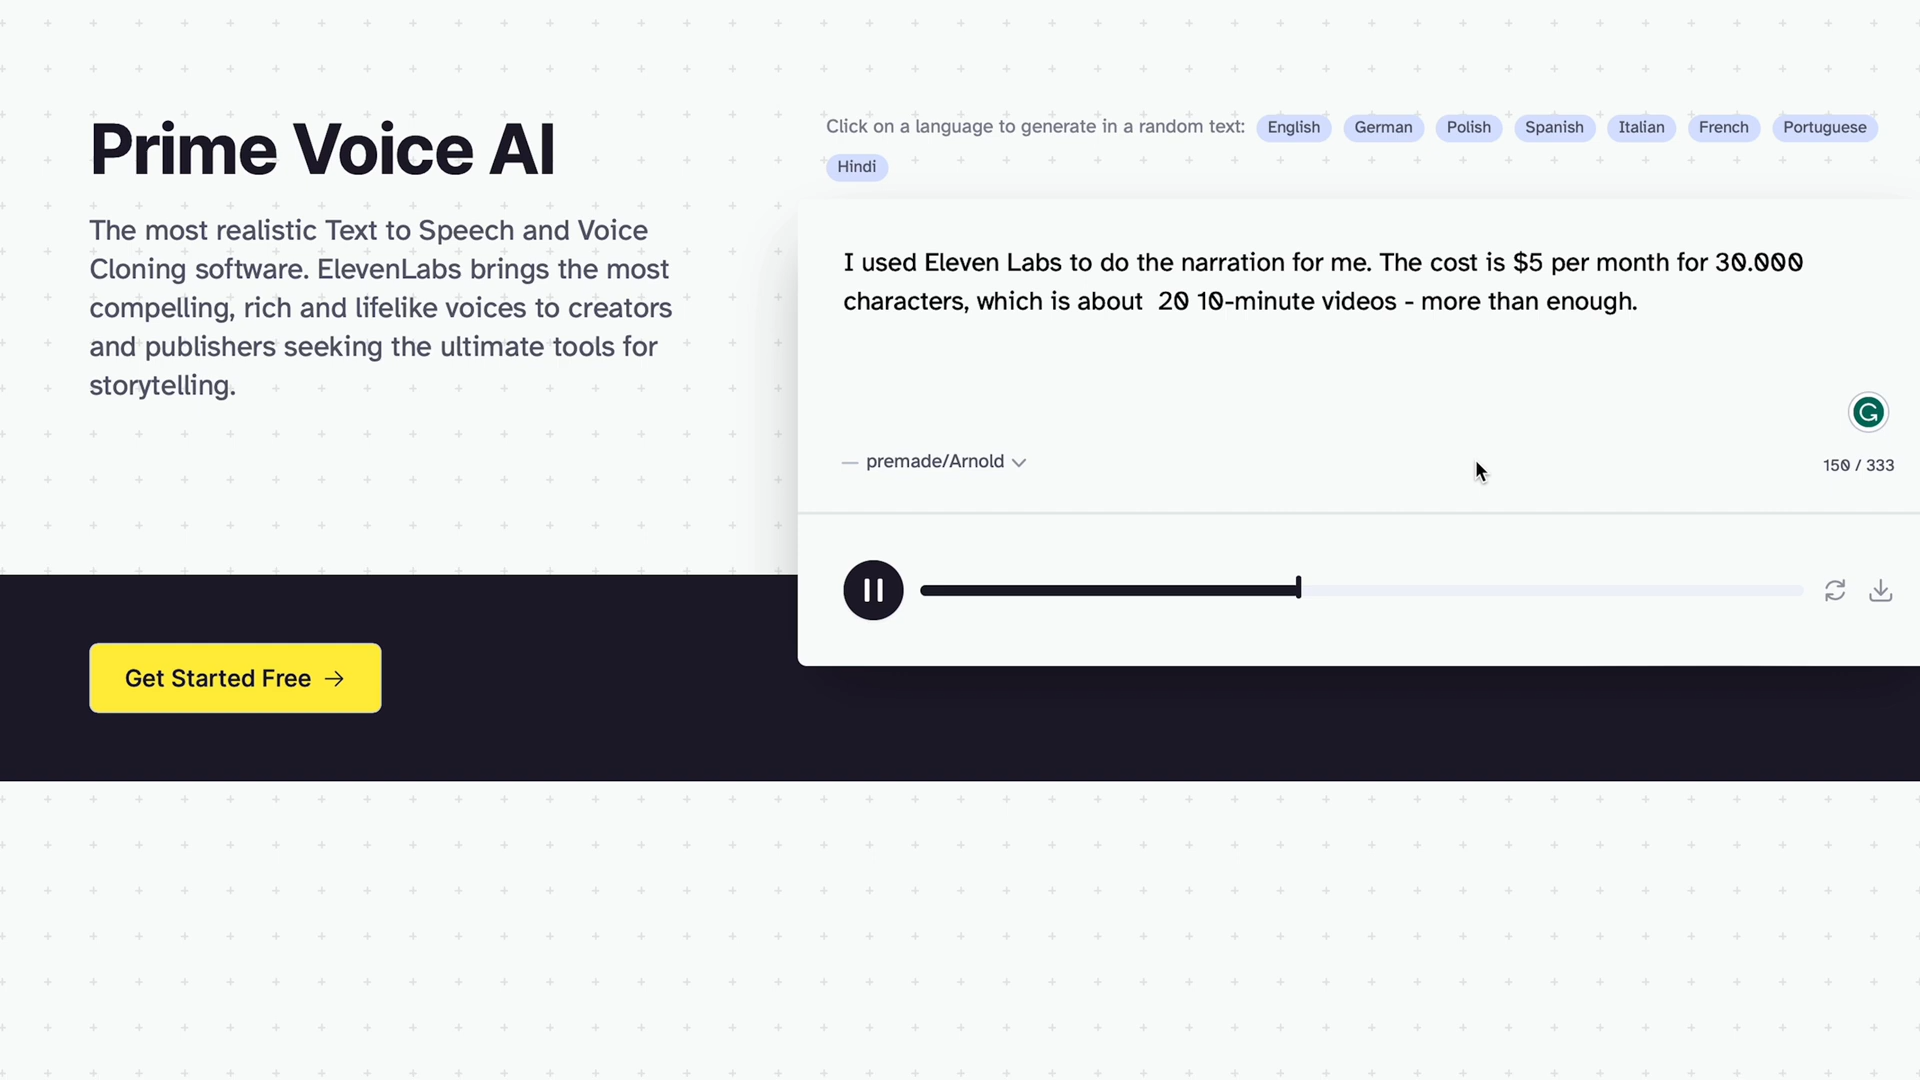 Prime Voice AI
The most realistic Text to Speech and Voice
Cloning software. ElevenLabs brings the most
compelling, rich and lifelike voices to creators
and publishers seeking the ultimate tools for
storytelling.
Get Started Free →
Click on a language to generate in a random text: English German Polish Spanish Italian French Portuguese
Hindi
I used Eleven Labs to do the narration for me. The cost is $5 per month for 30.000
characters, which is about  20 10-minute videos - more than enough.
— premade/Arnold
150 / 333